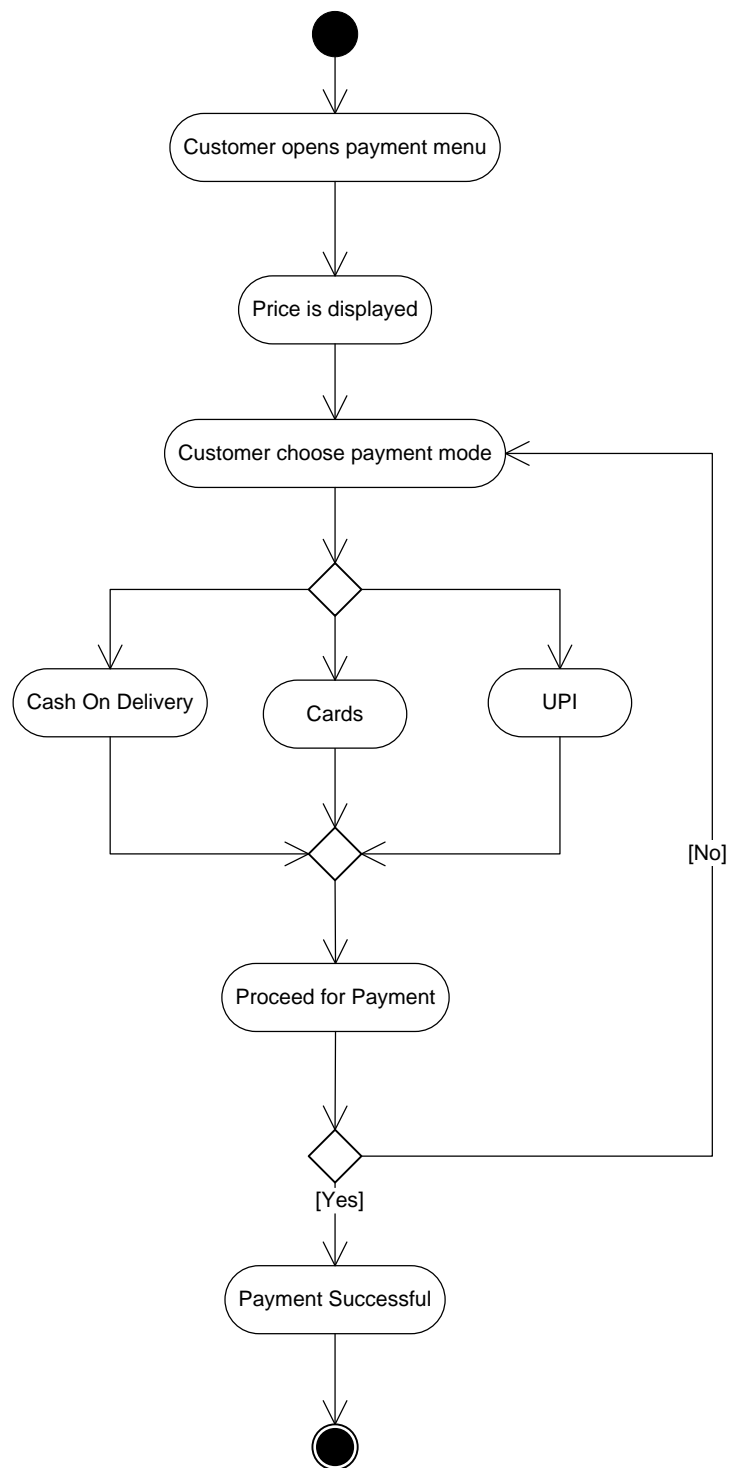 Customer opens payment menu
Price is displayed
Customer choose payment mode
Cash On Delivery
Cards
UPI
[No]
Proceed for Payment
[Yes]
Payment Successful